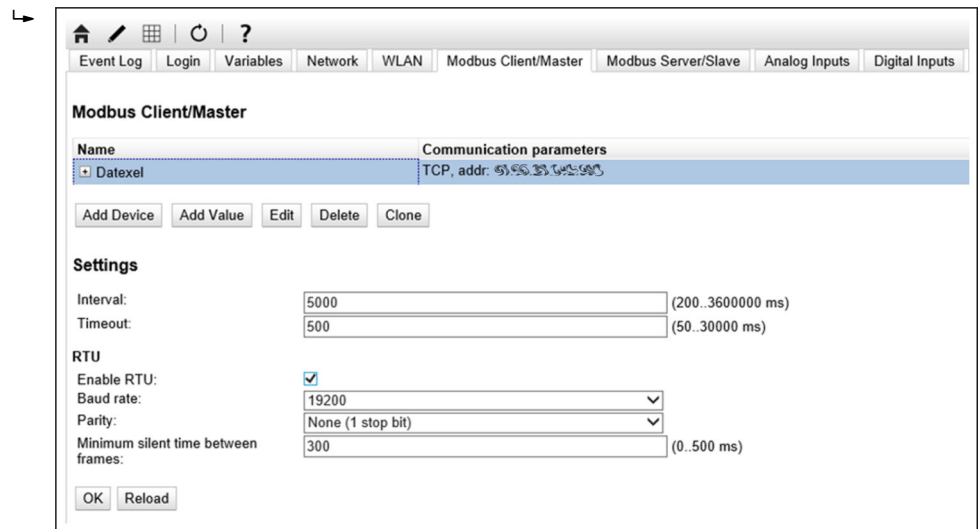 ?
Event Log Login Variables Network WLAN Modbus Client/Master Modbus Server/Slave Analog Inputs Digital Inputs
Modbus Client/Master
Name Communication parameters
Datexel TCP, addr:
Add Device Add Value Edit Delete Clone
Settings
Interval: 5000 (200..3600000 ms)
Timeout: 500 (50..30000 ms)
RTU
Enable RTU:
Baud rate: 19200
Parity: None (1 stop bit)
Minimum silent time between
frames: 300 (0..500 ms)
OK Reload